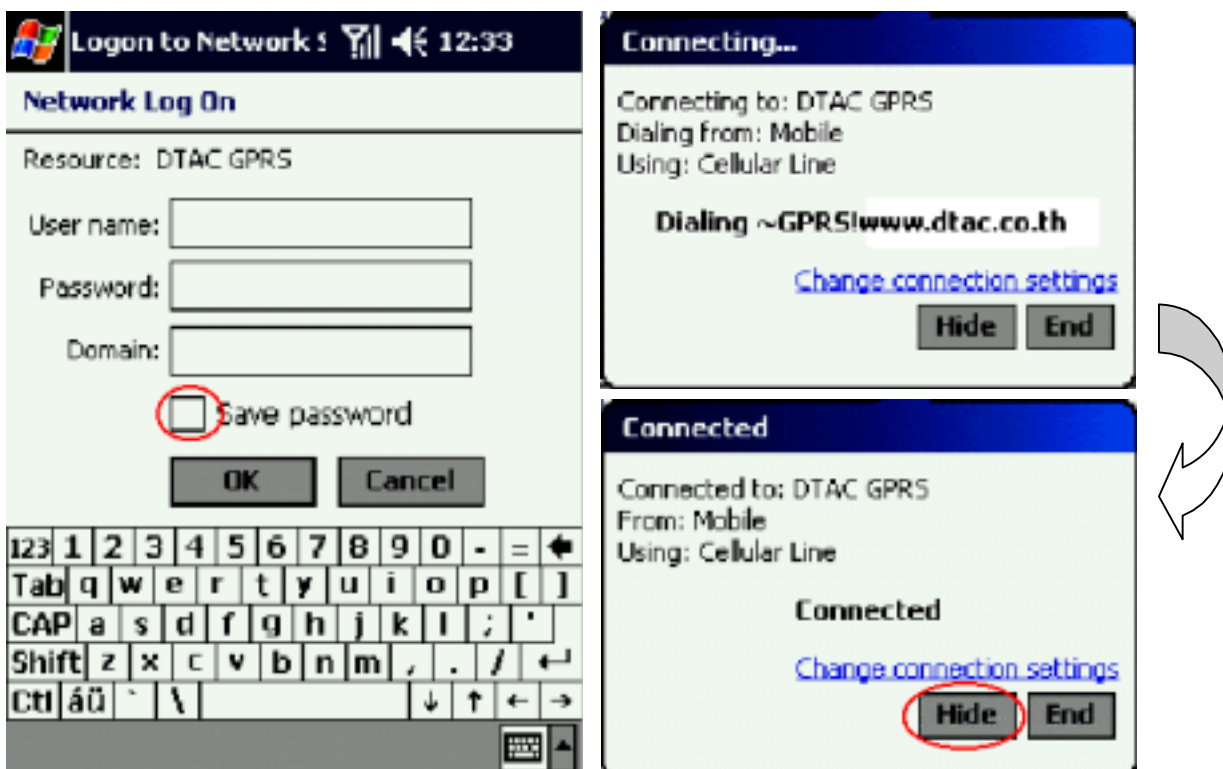 Logon to Network S 12:33
Network Log On
Resource: DTAC GPRS
User name:
Password:
Domain:
Save password
OK Cancel
123 1 2 3 4 5 6 7 8 9 0 - =
Tab q w e r t y u i o p [ ]
CAP a s d f g h j k l ; '
Shift z x c v b n m , . /
Ctl áü ` \
Connecting...
Connecting to: DTAC GPRS
Dialing from: Mobile
Using: Cellular Line
Dialing ~GPRS!www.dtac.co.th
Change connection settings
Hide End
Connected
Connected to: DTAC GPRS
From: Mobile
Using: Cellular Line
Connected
Change connection settings
Hide End